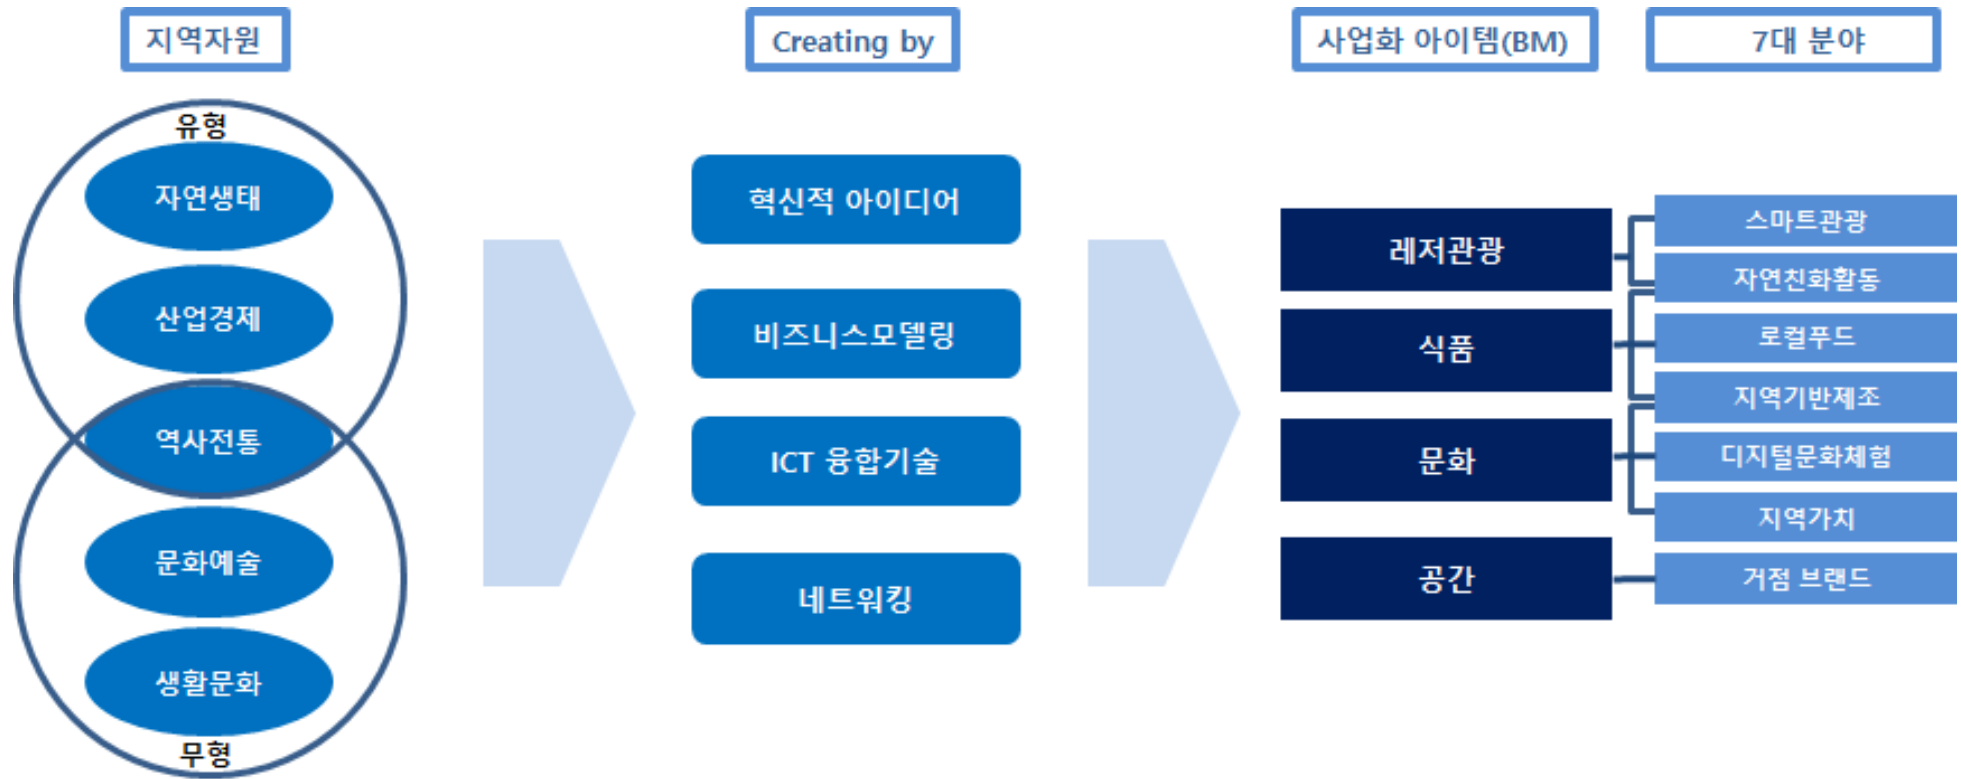 지역자원
유형
자연생태
산업경제
역사전통
문화예술
생활문화
무형
Creating by
혁신적 아이디어
비즈니스모델링
ICT 융합기술
네트워킹
사업화 아이템(BM)
레저관광
식품
문화
공간
7대 분야
스마트관광
자연친화활동
로컬푸드
지역기반제조
디지털문화체험
지역가치
거점 브랜드